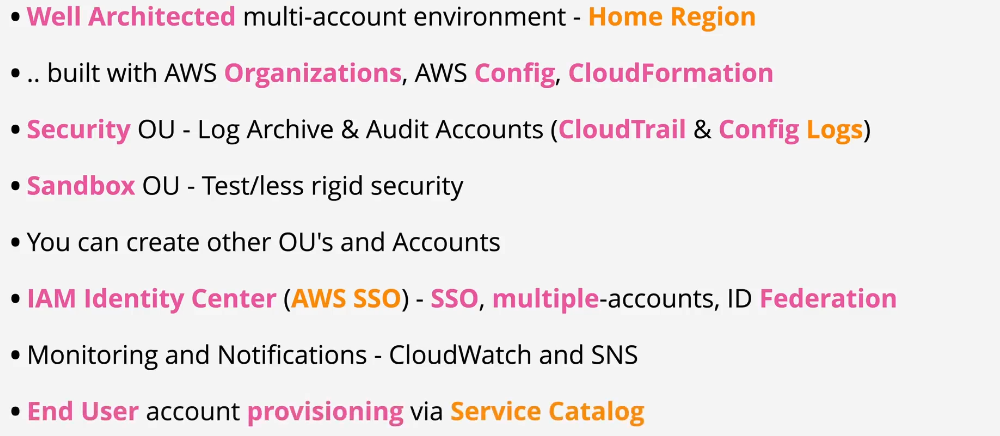 • Well Architected multi-account environment - Home Region
• .. built with AWS Organizations, AWS Config, CloudFormation
• Security OU - Log Archive & Audit Accounts (CloudTrail & Config Logs)
• Sandbox OU - Test/less rigid security
• You can create other OU's and Accounts
• IAM Identity Center (AWS SSO) - SSO, multiple-accounts, ID Federation
• Monitoring and Notifications - CloudWatch and SNS
• End User account provisioning via Service Catalog